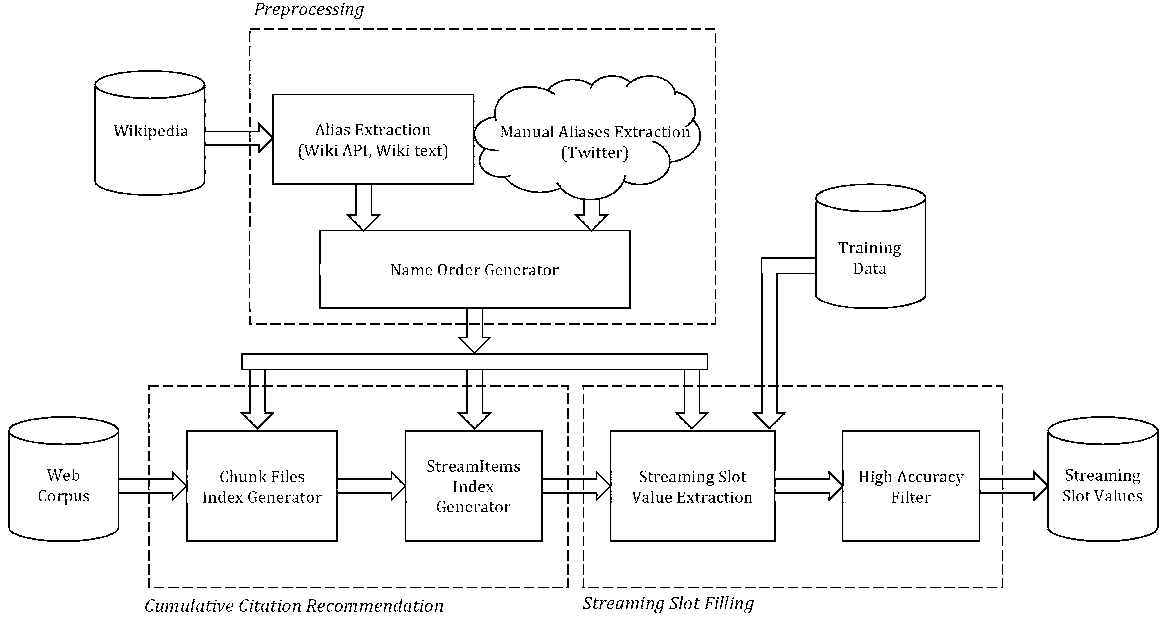 Preprocessing
Wikipedia
Alias Extraction
(Wiki API, Wiki text)
Manual Aliases Extraction
(Twitter)
Name Order Generator
Training
Data
Web
Corpus
Chunk Files
Index Generator
StreamItems
Index
Generator
Streaming Slot
Value Extraction
High Accuracy
Filter
Streaming
Slot Values
Cumulative Citation Recommendation
Streaming Slot Filling